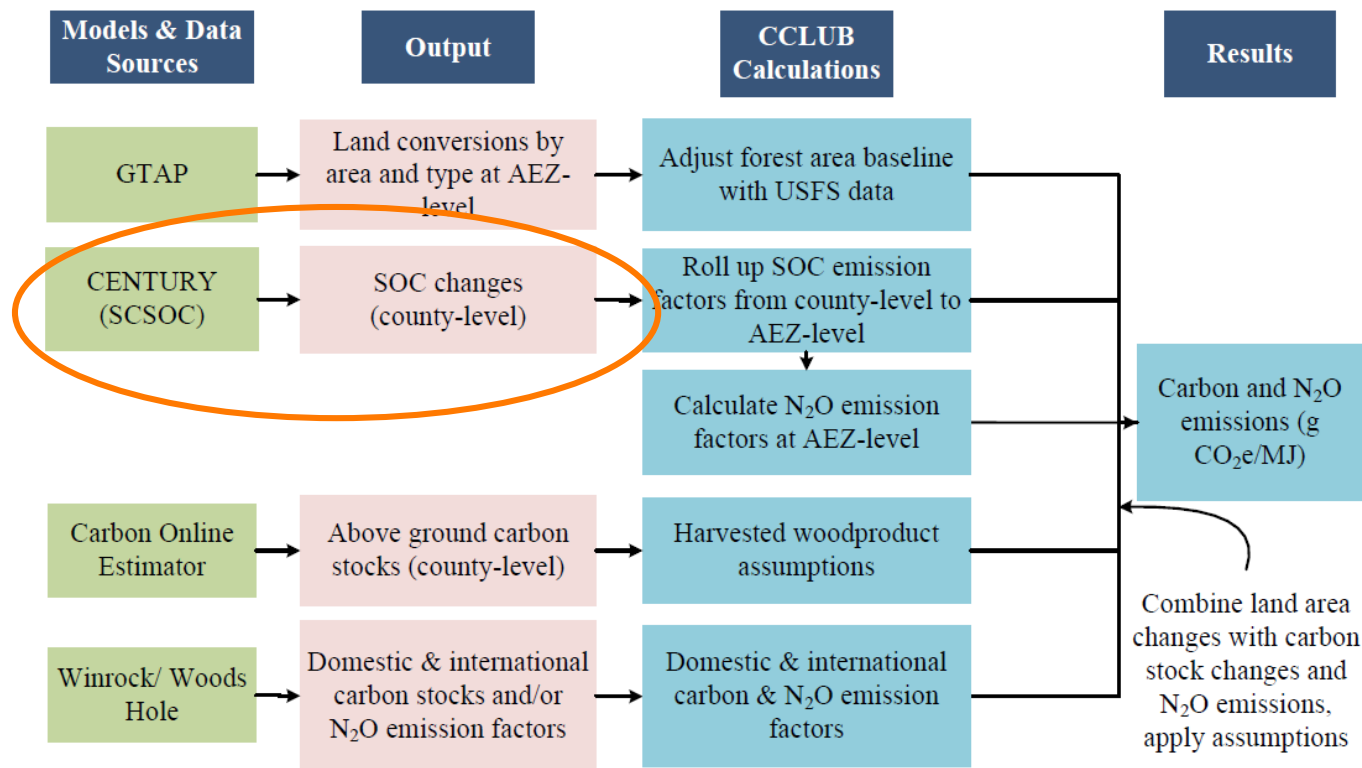 Models & Data
Sources
Output
CCLUB
Calculations
Results
GTAP
Land conversions by
area and type at AEZ-
level
Adjust forest area baseline
with USFS data
CENTURY
(SCSOC)
SOC changes
(county-level)
Roll up SOC emission
factors from county-level to
AEZ-level
Calculate N₂O emission
factors at AEZ-level
Carbon and N₂O
emissions (g
CO₂e/MJ)
Carbon Online
Estimator
Above ground carbon
stocks (county-level)
Harvested woodproduct
assumptions
Combine land area
changes with carbon
stock changes and
N₂O emissions,
apply assumptions
Winrock/ Woods
Hole
Domestic & international
carbon stocks and/or
N₂O emission factors
Domestic & international
carbon & N₂O emission
factors